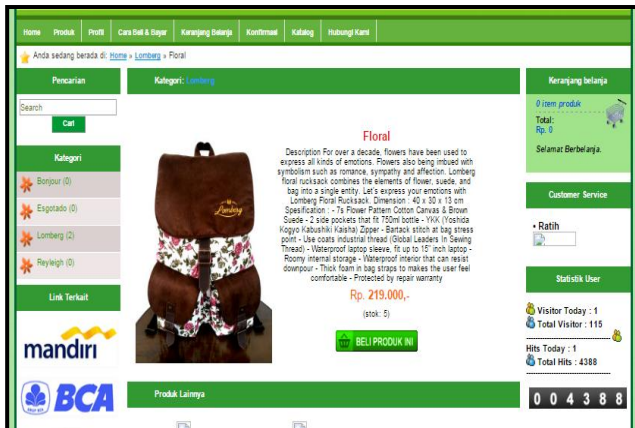 Home Produk Profil Cara Beli & Bayar Keranjang Belanja Konfirmasi Katalog Hubungi Kami
Anda sedang berada di: Home » Lomberg » Floral
Pencarian
Search
Cari
Kategori
Bonjour (0)
Esgotado (0)
Lomberg (2)
Reyleigh (0)
Link Terkait
mandiri
BCA
Kategori: Lomberg
Lomberg
Floral
Description For over a decade, flowers have been used to
express all kinds of emotions. Flowers also being imbued with
symbolism such as romance, sympathy and affection. Lomberg
floral rucksack combines the elements of flower, suede, and
bag into a single entity. Let's express your emotions with
Lomberg Floral Rucksack. Dimension : 40 x 30 x 13 cm
Spesification : - 7s Flower Pattern Cotton Canvas & Brown
Suede - 2 side pockets that fit 750ml bottle - YKK (Yoshida
Kogyo Kabushiki Kaisha) Zipper - Bartack stitch at bag stress
point - Use coats industrial thread (Global Leaders In Sewing
Thread) - Waterproof laptop sleeve, fit up to 15" inch laptop -
Roomy internal storage - Waterproof interior that can resist
downpour - Thick foam in bag straps to makes the user feel
comfortable - Protected by repair warranty
Rp. 219.000,-
(stok: 5)
BELI PRODUK INI
Produk Lainnya
Keranjang belanja
0 item produk
Total:
Rp. 0
Selamat Berbelanja.
Customer Service
• Ratih
Statistik User
Visitor Today : 1
Total Visitor : 115
Hits Today : 1
Total Hits : 4388
004388